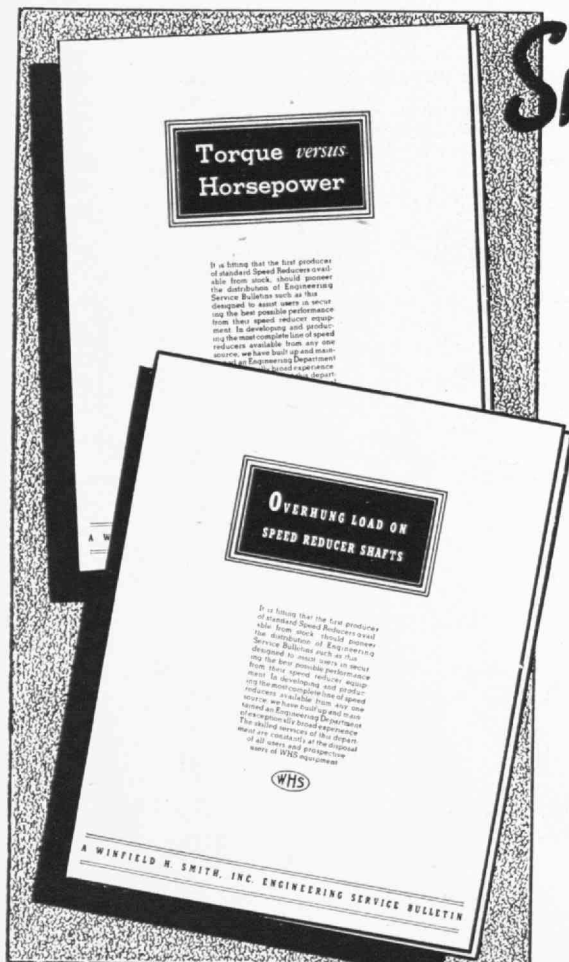 Torque versus
Horsepower
It is fitting that the first producer
of standard Speed Reducers avail-
able from stock, should pioneer
the distribution of Engineering
Service Bulletins such as this
designed to assist users in secur-
ing the best possible performance
from their speed reducer equip-
ment. In developing and produc-
ing the most complete line of speed
reducers available from any one
source, we have built up and main-
an Engineering Department
broad experience
this depart-
A W
OVERHUNG LOAD ON
SPEED REDUCER SHAFTS
It is fitting that the first producer
of standard Speed Reducers avail-
able from stock should pioneer
the distribution of Engineering
Service Bulletins such as this
designed to assist users in secur-
ing the best possible performance
from their speed reducer equip-
ment. In developing and produc-
ing the most complete line of speed
reducers available from any one
source, we have built up and main-
tained an Engineering Department
of exceptionally broad experience
The skilled services of this depart-
ment are constantly at the disposal
of all users and prospective
users of WHS equipment
WHS
A WINFIELD H. SMITH, INC. ENGINEERING SERVICE BULLETIN